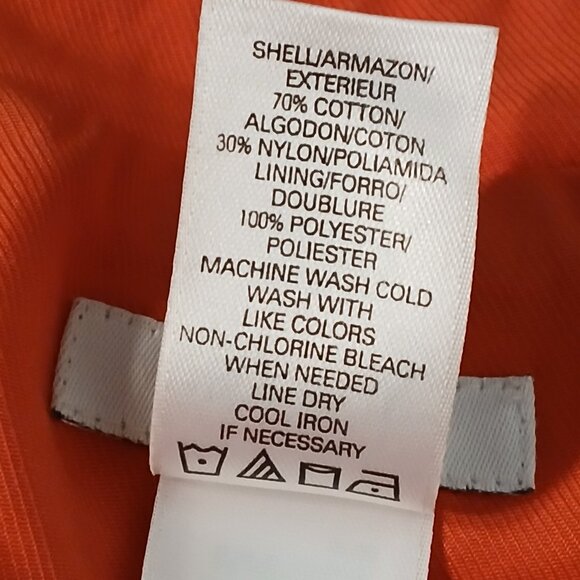 SHELL/ARMAZON/
EXTERIEUR
70% COTTON/
ALGODON/COTON
30% NYLON/POLIAMIDA
LINING/FORRO/
DOUBLURE
100% POLYESTER/
POLIESTER
MACHINE WASH COLD
WASH WITH
LIKE COLORS
NON-CHLORINE BLEACH
WHEN NEEDED
LINE DRY
COOL IRON
IF NECESSARY